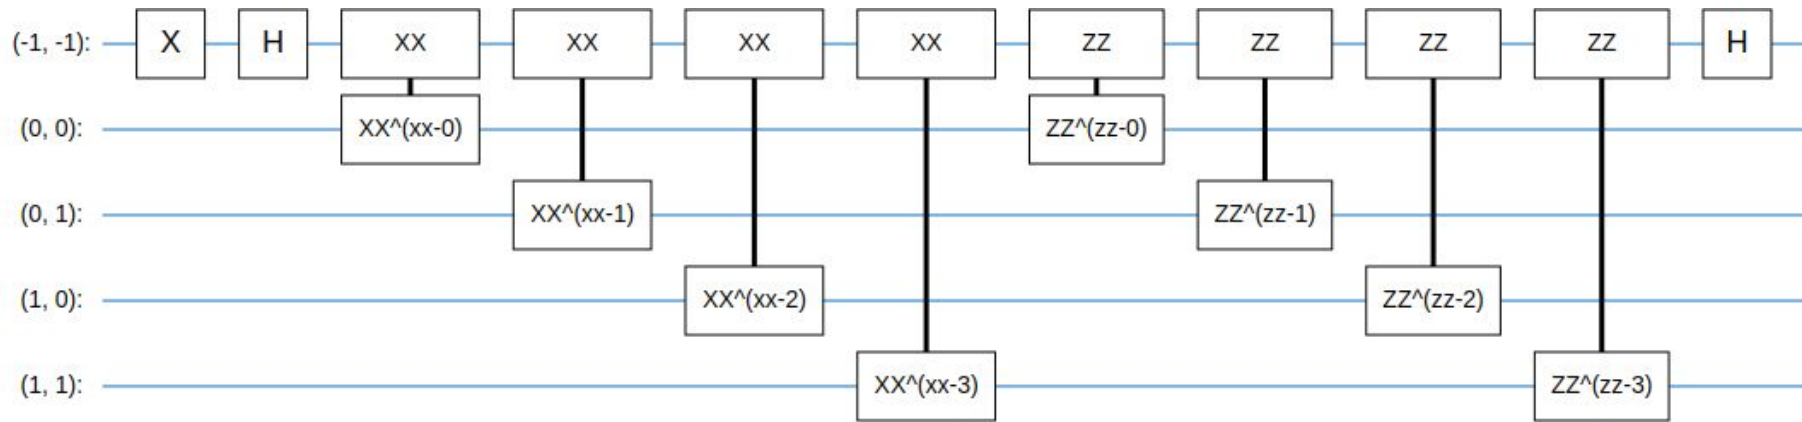 (-1, -1): X H XX XX XX XX ZZ ZZ ZZ ZZ H
(0, 0): XX^(xx-0) ZZ^(zz-0)
(0, 1): XX^(xx-1) ZZ^(zz-1)
(1, 0): XX^(xx-2) ZZ^(zz-2)
(1, 1): XX^(xx-3) ZZ^(zz-3)